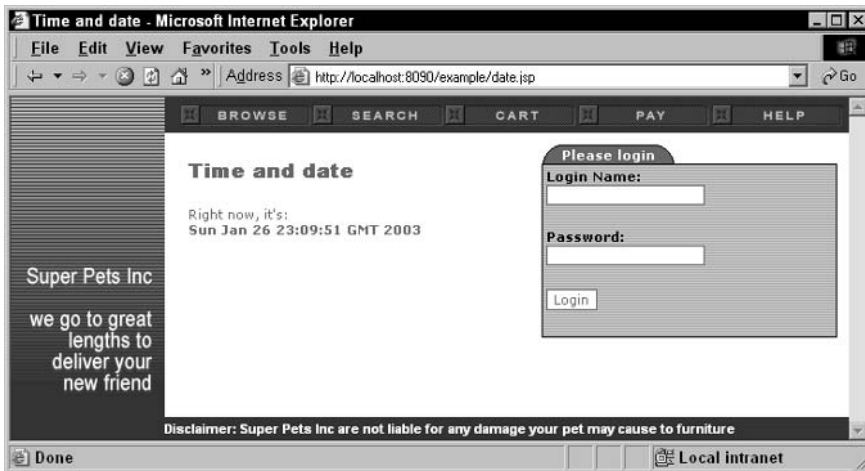 Time and date - Microsoft Internet Explorer
File Edit View Favorites Tools Help
Address http://localhost:8090/example/date.jsp Go
BROWSE SEARCH CART PAY HELP
Please login
Time and date
Login Name:
Right now, it's:
Sun Jan 26 23:09:51 GMT 2003
Password:
Login
Super Pets Inc
we go to great
lengths to
deliver your
new friend
Disclaimer: Super Pets Inc are not liable for any damage your pet may cause to furniture
Done Local intranet